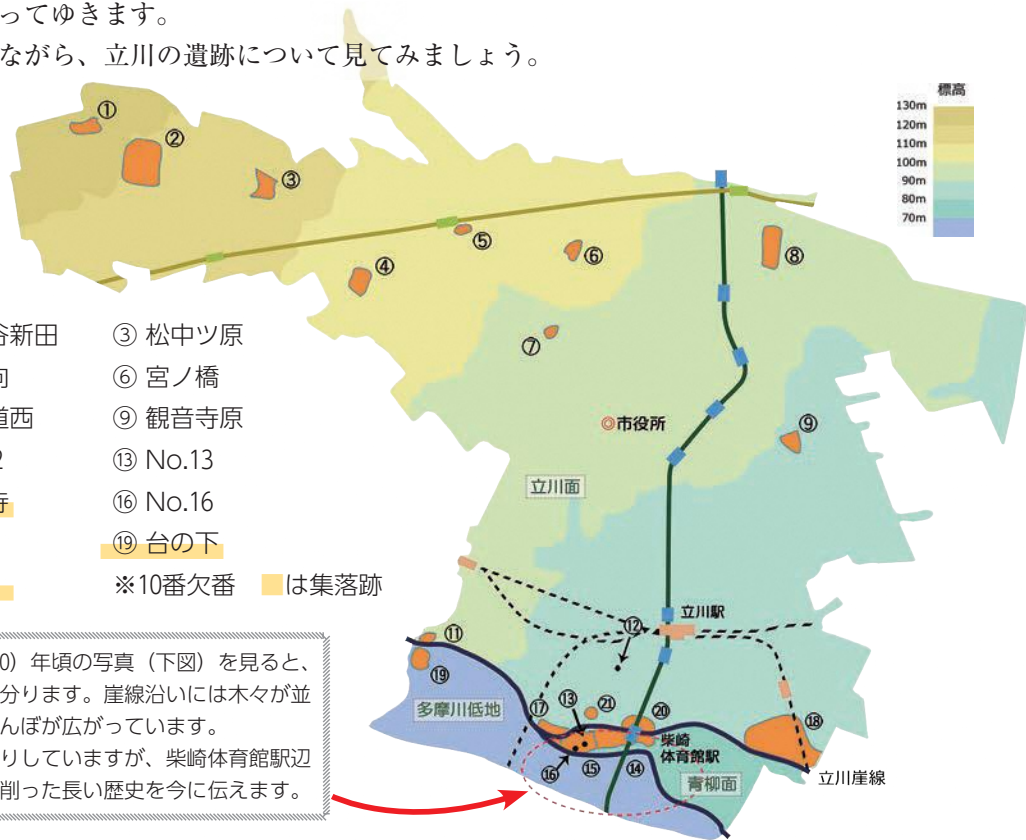 ってゆきます。
ながら、立川の遺跡について見てみましょう。
標高
130m
120m
110m
100m
90m
80m
70m
①
②
③
④
⑤
⑥
⑦
⑧
⑨
谷新田 ③ 松中ツ原
⑥ 宮ノ橋
道西 ⑨ 観音寺原
2 ⑬ No.13
寺 ⑯ No.16
⑲ 台の下
※10番欠番 は集落跡
市役所
立川面
立川駅
⑫
⑪
⑲
多摩川低地
⑰
⑬
㉑
⑳
⑱
柴崎
体育館駅
⑯
⑮
⑭
青柳面
立川崖線
0）年頃の写真（下図）を見ると、
分ります。崖線沿いには木々が並
んぼが広がっています。
りしていますが、柴崎体育館駅辺
削った長い歴史を今に伝えます。